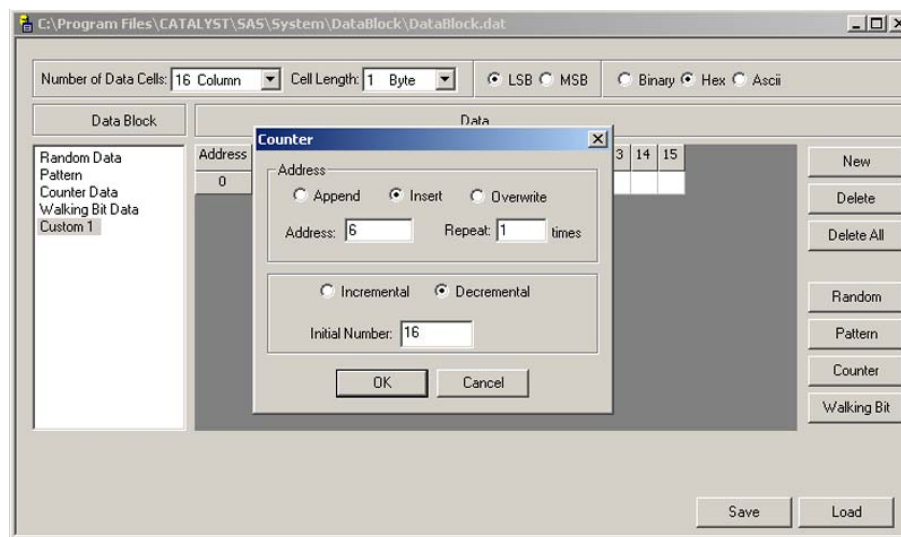 C:\Program Files\CATALYST\SAS\System\DataBlock\DataBlock.dat
Number of Data Cells: 16 Column Cell Length: 1 Byte LSB MSB Binary Hex Ascii
Data Block Data
Random Data
Pattern
Counter Data
Walking Bit Data
Custom 1
Address 3 14 15
0
Counter
Address
Append Insert Overwrite
Address: 6 Repeat: 1 times
Incremental Decremental
Initial Number: 16
OK Cancel
New
Delete
Delete All
Random
Pattern
Counter
Walking Bit
Save Load